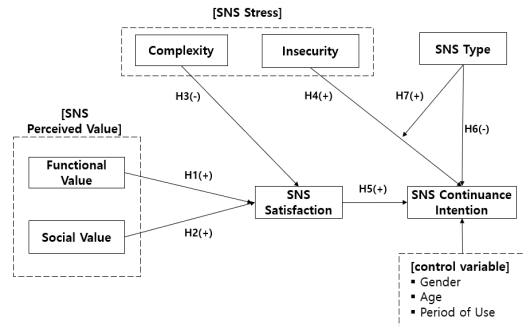 [SNS Stress]
Complexity
Insecurity
SNS Type
H3(-)
H4(+)
H7(+)
H6(-)
[SNS
Perceived Value]
Functional
Value
H1(+)
SNS
Satisfaction
H5(+)
SNS Continuance
Intention
Social Value
H2(+)
[control variable]
▪ Gender
▪ Age
▪ Period of Use